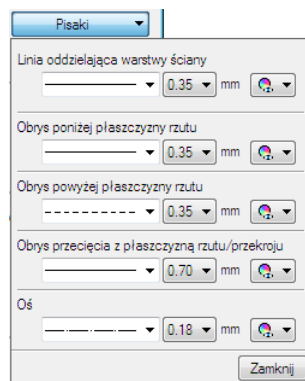 Pisaki
Linia oddzielająca warstwy ściany
0.35 mm
Obrys poniżej płaszczyzny rzutu
0.35 mm
Obrys powyżej płaszczyzny rzutu
0.35 mm
Obrys przecięcia z płaszczyzną rzutu/przekroju
0.70 mm
Oś
0.18 mm
Zamknij